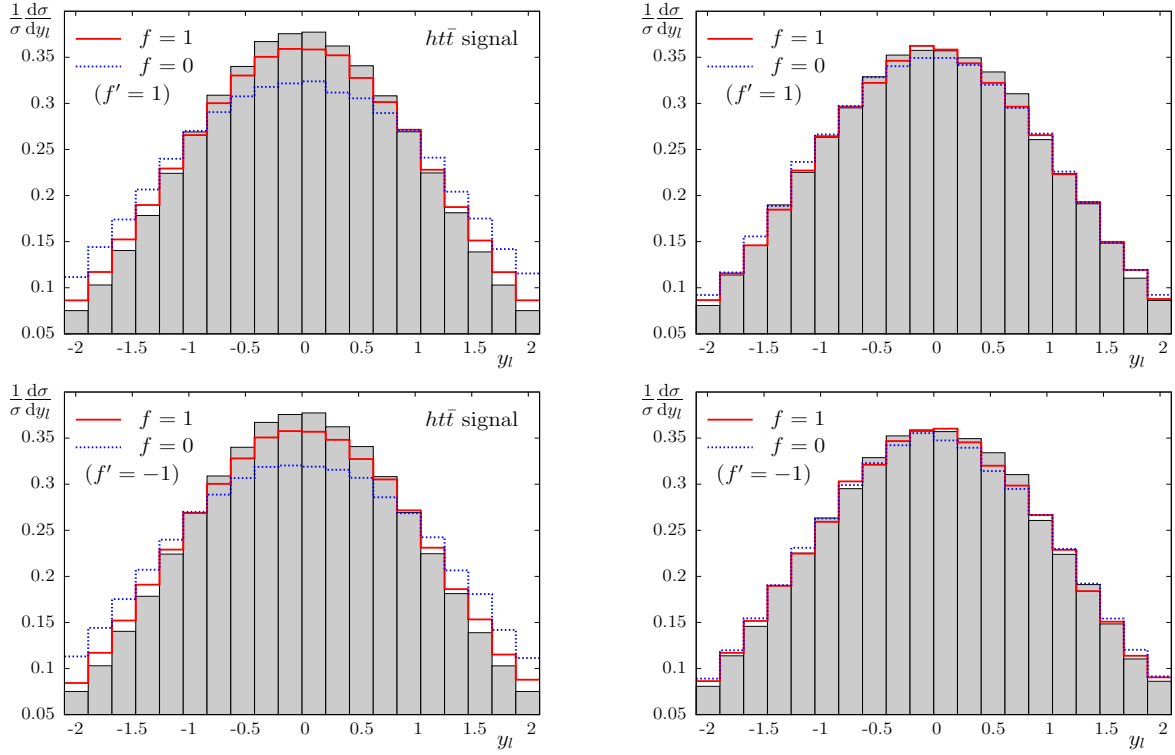 1/σ dσ/dy_l
f = 1
f = 0
(f′ = 1)
htt̄ signal
0.35
0.3
0.25
0.2
0.15
0.1
0.05
-2 -1.5 -1 -0.5 0 0.5 1 1.5 2
y_l
1/σ dσ/dy_l
f = 1
f = 0
(f′ = 1)
0.35
0.3
0.25
0.2
0.15
0.1
0.05
-2 -1.5 -1 -0.5 0 0.5 1 1.5 2
y_l
1/σ dσ/dy_l
f = 1
f = 0
(f′ = −1)
htt̄ signal
0.35
0.3
0.25
0.2
0.15
0.1
0.05
-2 -1.5 -1 -0.5 0 0.5 1 1.5 2
y_l
1/σ dσ/dy_l
f = 1
f = 0
(f′ = −1)
0.35
0.3
0.25
0.2
0.15
0.1
0.05
-2 -1.5 -1 -0.5 0 0.5 1 1.5 2
y_l